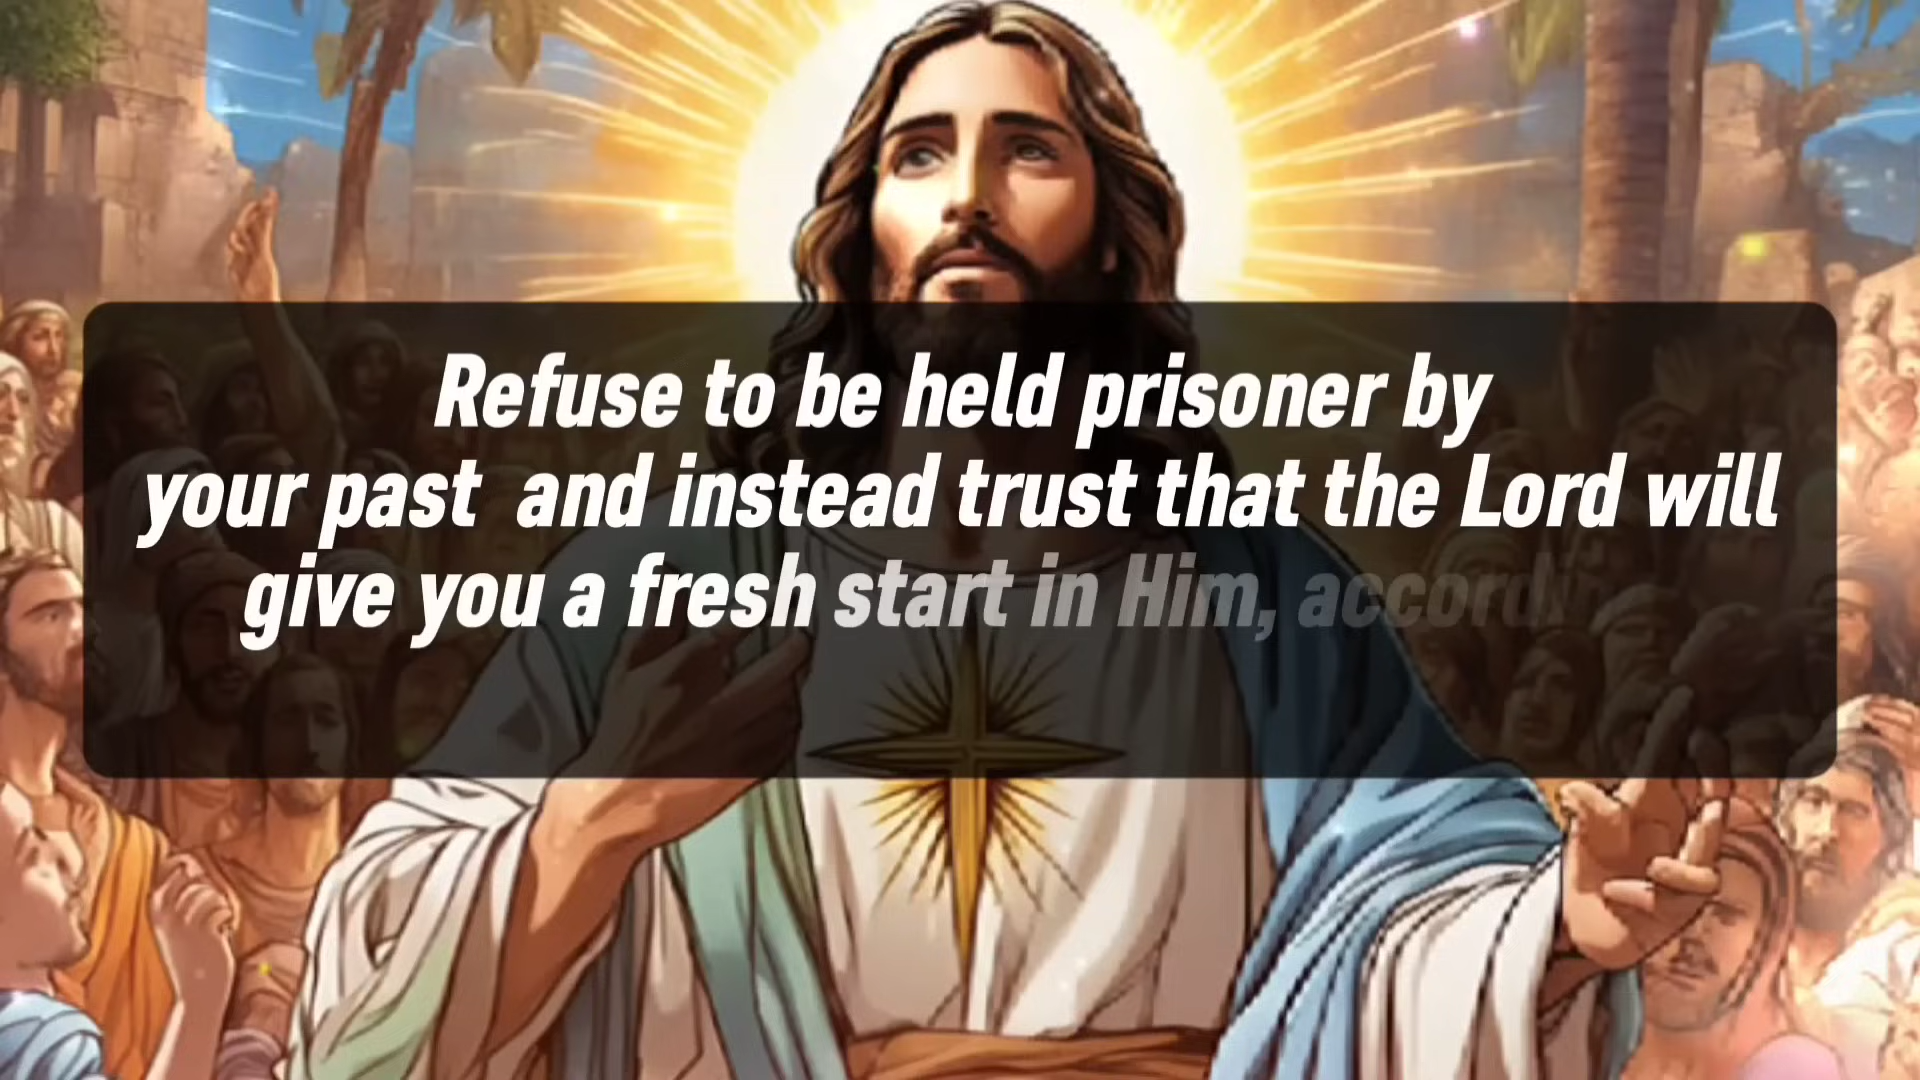 Refuse to be held prisoner by
your past and instead trust that the Lord will
give you a fresh start in Him,